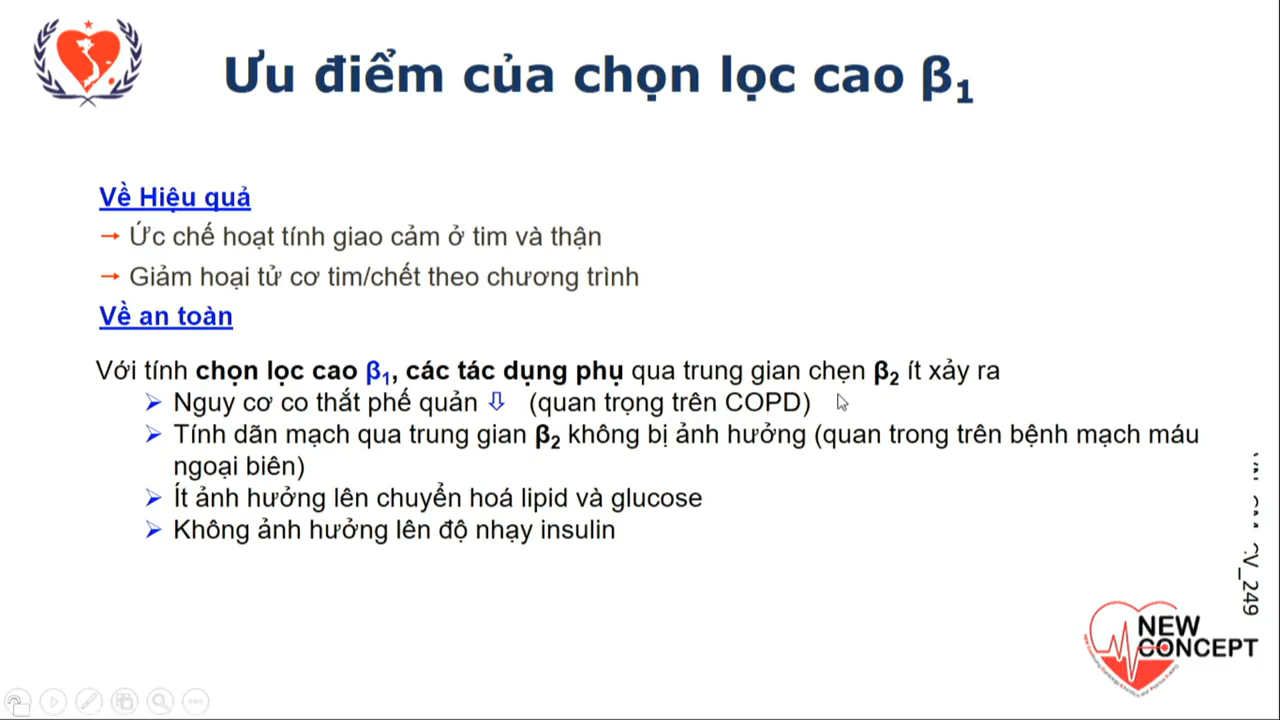 Ưu điểm của chọn lọc cao β₁
Về Hiệu quả
→ Ức chế hoạt tính giao cảm ở tim và thận
→ Giảm hoại tử cơ tim/chết theo chương trình
Về an toàn
Với tính chọn lọc cao β₁, các tác dụng phụ qua trung gian chẹn β₂ ít xảy ra
➢ Nguy cơ co thắt phế quản ⇩ (quan trọng trên COPD)
➢ Tính dãn mạch qua trung gian β₂ không bị ảnh hưởng (quan trong trên bệnh mạch máu
ngoại biên)
➢ Ít ảnh hưởng lên chuyển hoá lipid và glucose
➢ Không ảnh hưởng lên độ nhạy insulin
CV_249
NEW
CONCEPT